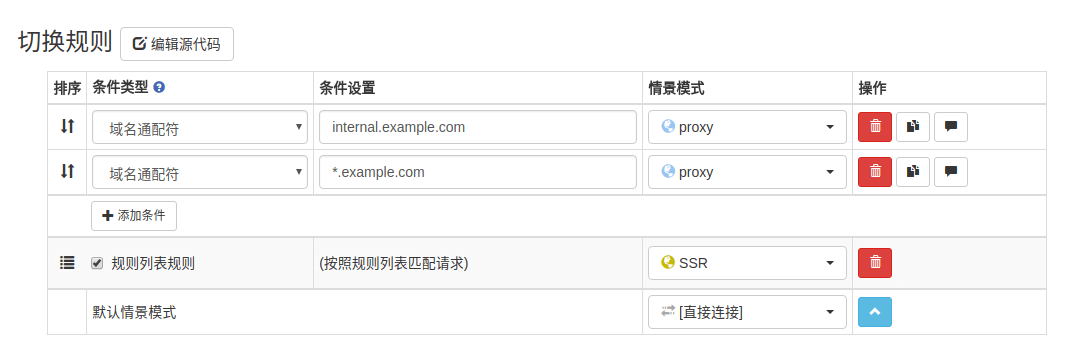 切换规则 编辑源代码
排序 条件类型 条件设置 情景模式 操作
域名通配符 internal.example.com proxy
域名通配符 *.example.com proxy
添加条件
规则列表规则 (按照规则列表匹配请求) SSR
默认情景模式 [直接连接]